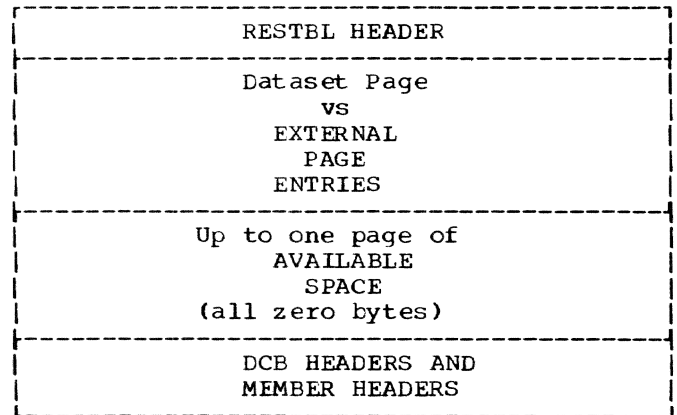 RESTBL HEADER
Dataset Page
vs
EXTERNAL
PAGE
ENTRIES
Up to one page of
AVAILABLE
SPACE
(all zero bytes)
DCB HEADERS AND
MEMBER HEADERS